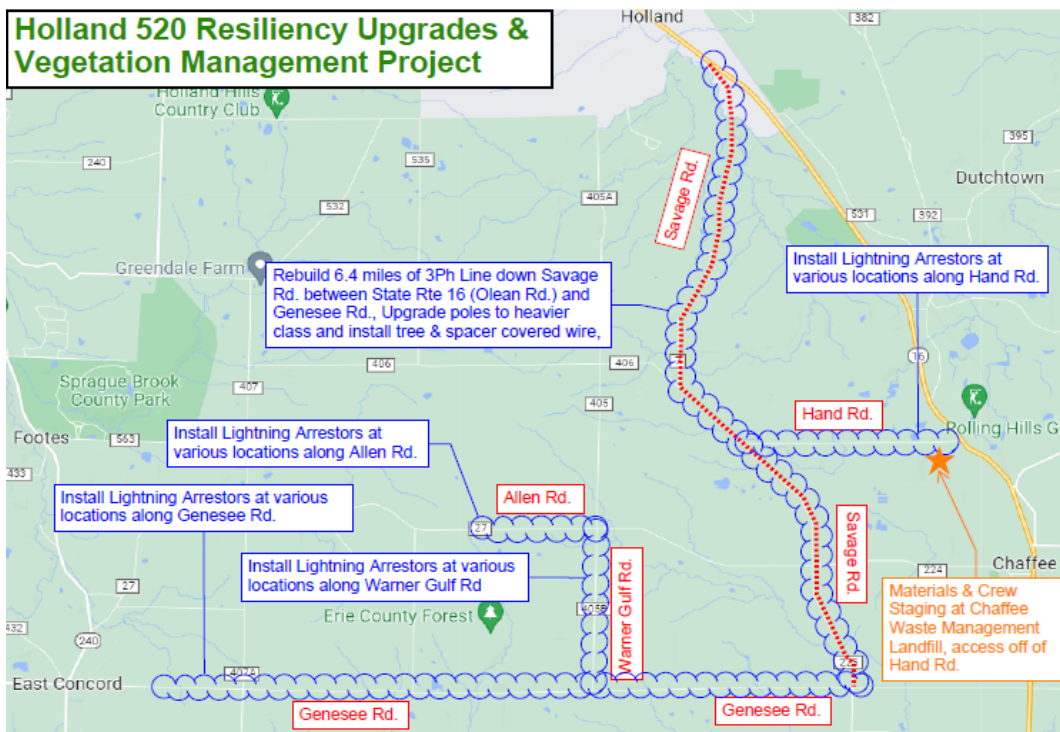 Holland 520 Resiliency Upgrades &
Vegetation Management Project
Holland
382
Holland Hills
Country Club
395
240
535
Dutchtown
532
405A
531
392
Savage Rd.
Install Lightning Arrestors at
various locations along Hand Rd.
Greendale Farm
Rebuild 6.4 miles of 3Ph Line down Savage
Rd. between State Rte 16 (Olean Rd.) and
Genesee Rd., Upgrade poles to heavier
class and install tree & spacer covered wire,
16
406
406
Sprague Brook
County Park
407
405
Hand Rd.
Rolling Hills G
Footes
563
Install Lightning Arrestors at
various locations along Allen Rd.
433
Install Lightning Arrestors at various
locations along Genesee Rd.
Allen Rd.
27
Savage Rd.
Install Lightning Arrestors at various
locations along Warner Gulf Rd
Chaffee
224
27
Materials & Crew
Staging at Chaffee
Waste Management
Landfill, access off of
Hand Rd.
Erie County Forest
405B
Warner Gulf Rd.
432
240
402A
East Concord
Genesee Rd.
Genesee Rd.